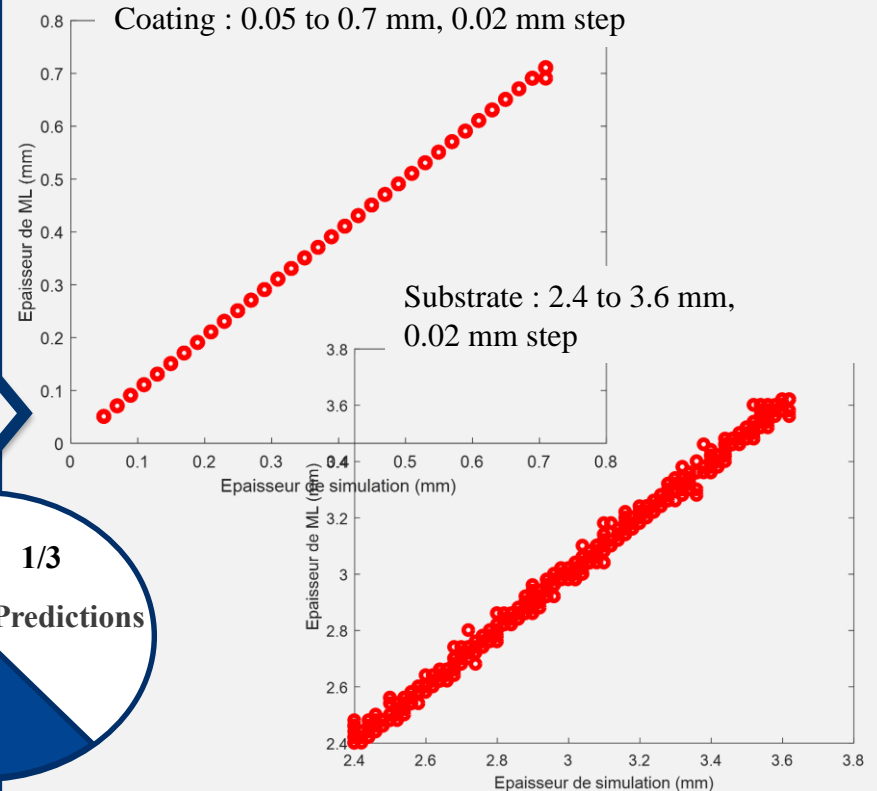 Coating : 0.05 to 0.7 mm, 0.02 mm step
0.8
0.7
0.6
0.5
0.4
0.3
0.2
0.1
0
Epaisseur de ML (mm)
0 0.1 0.2 0.3 0.4 0.5 0.6 0.7 0.8
Epaisseur de simulation (mm)
Substrate : 2.4 to 3.6 mm,
0.02 mm step
3.8
3.6
3.4
3.2
3
2.8
2.6
2.4
Epaisseur de ML (mm)
2.4 2.6 2.8 3 3.2 3.4 3.6 3.8
Epaisseur de simulation (mm)
1/3
Predictions